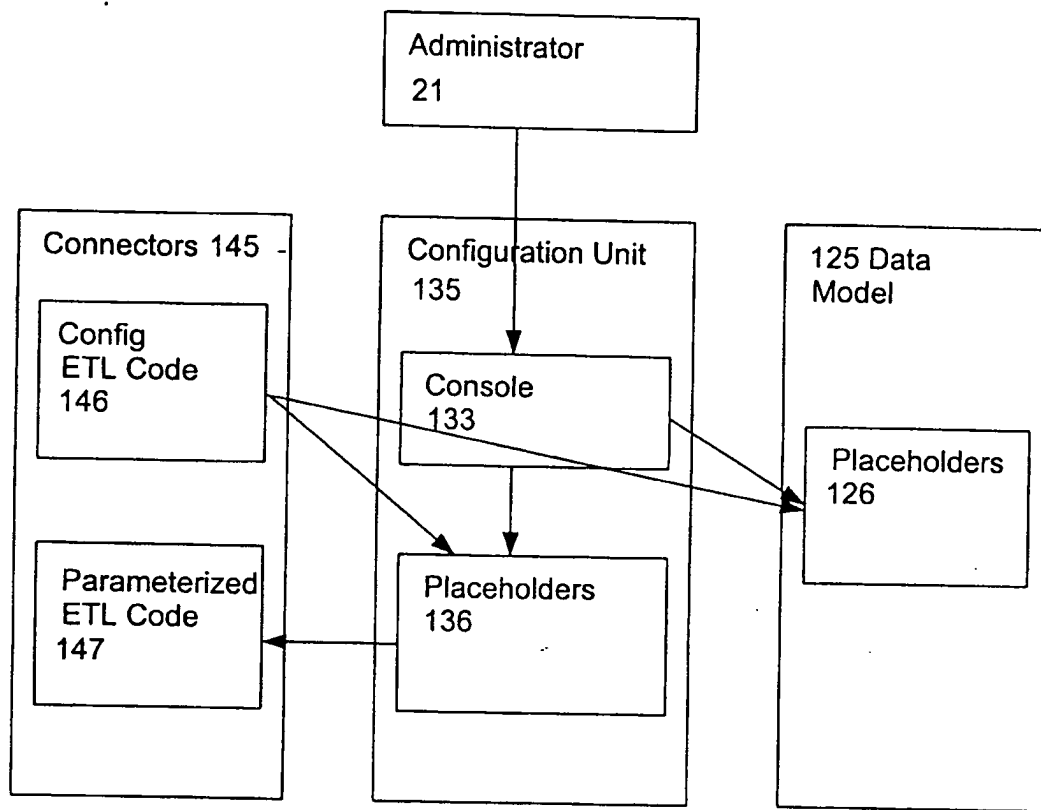 Administrator
21
Connectors 145
Config
ETL Code
146
Parameterized
ETL Code
147
Configuration Unit
135
Console
133
Placeholders
136
125 Data
Model
Placeholders
126